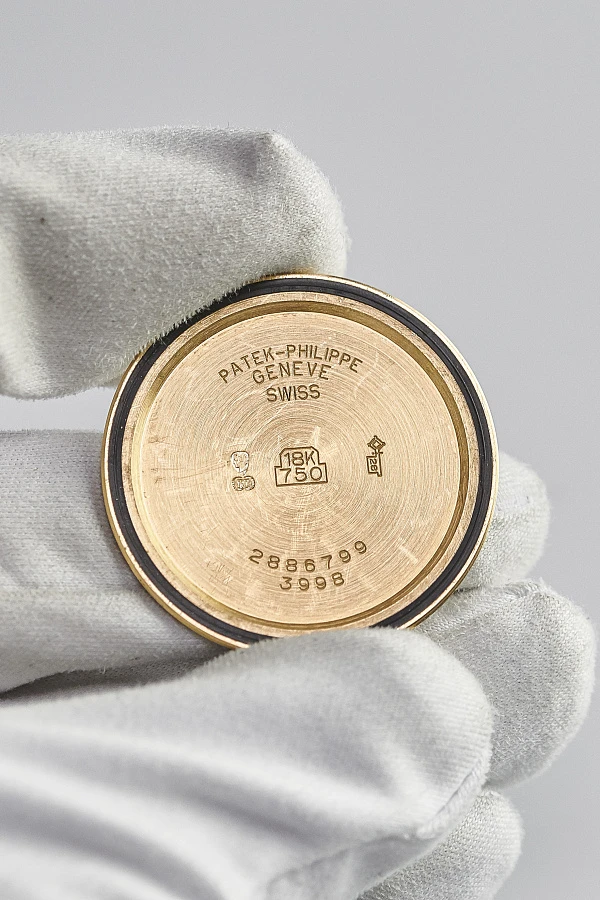 PATEK-PHILIPPE
GENEVE
SWISS
18K
750
2886799
3998